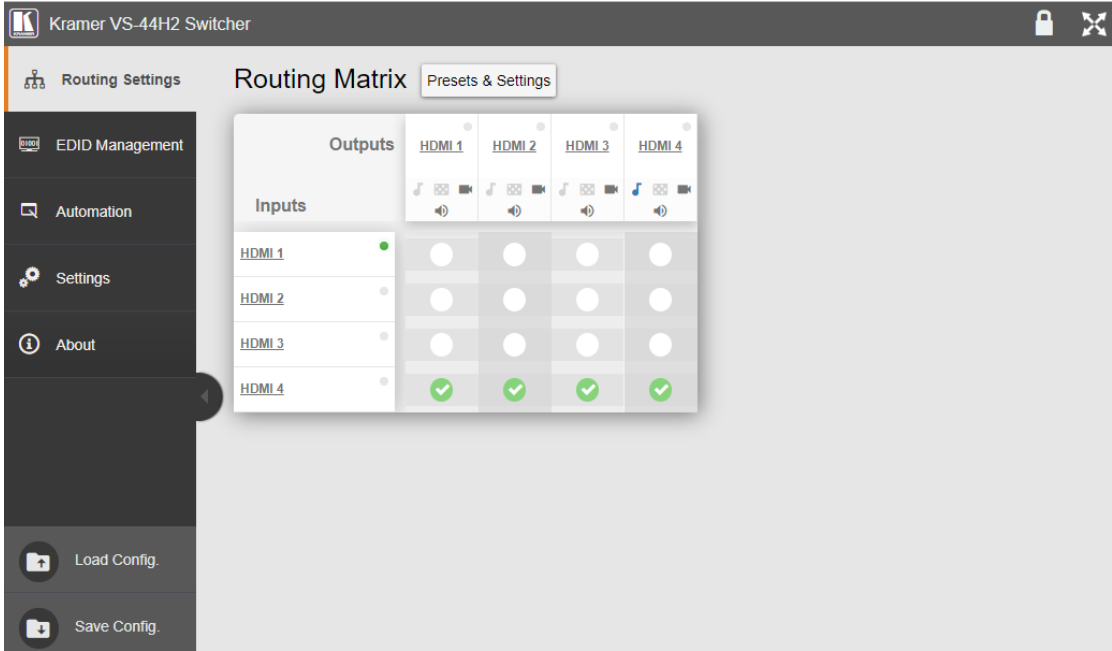 Kramer VS-44H2 Switcher
Routing Settings
EDID Management
Automation
Settings
About
Load Config.
Save Config.
Routing Matrix Presets & Settings
Outputs HDMI 1 HDMI 2 HDMI 3 HDMI 4
Inputs
HDMI 1
HDMI 2
HDMI 3
HDMI 4